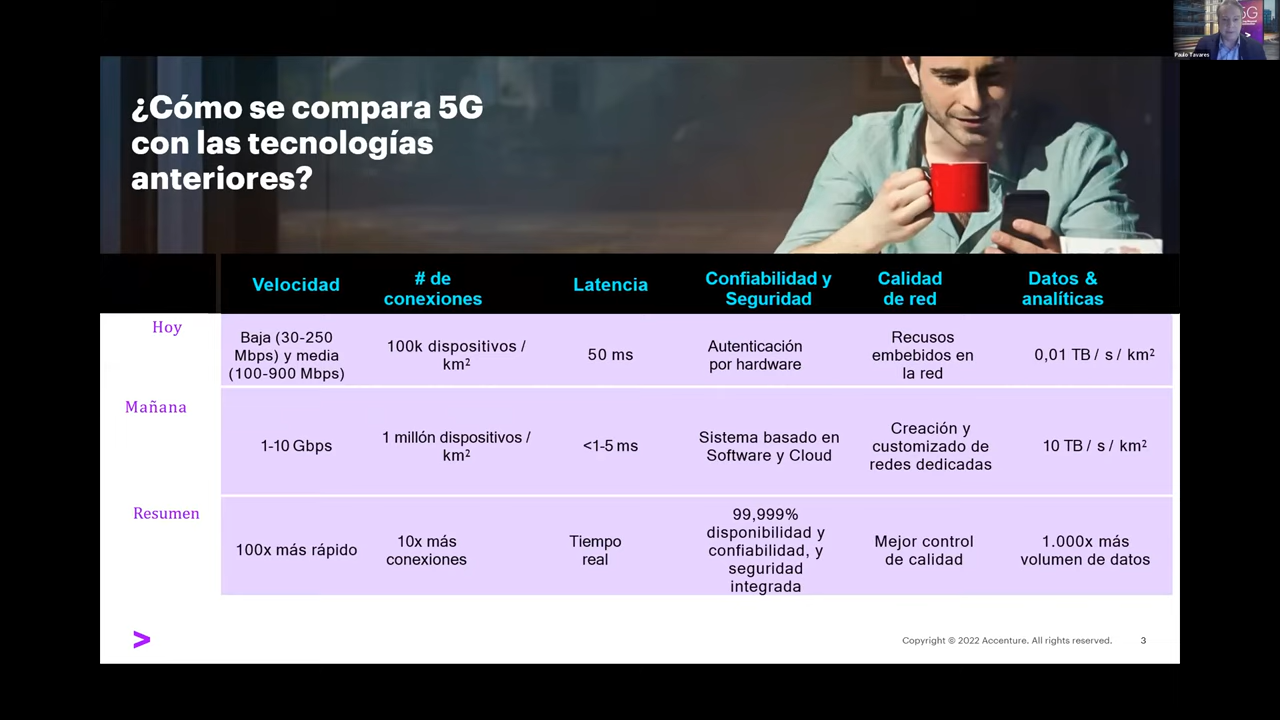 5G
Paulo Tavares
¿Cómo se compara 5G
con las tecnologías
anteriores?
Velocidad
# de
conexiones
Latencia
Confiabilidad y
Seguridad
Calidad
de red
Datos &
analíticas
Hoy
Baja (30-250
Mbps) y media
(100-900 Mbps)
100k dispositivos /
km²
50 ms
Autenticación
por hardware
Recusos
embebidos en
la red
0,01 TB / s / km²
Mañana
1-10 Gbps
1 millón dispositivos /
km²
<1-5 ms
Sistema basado en
Software y Cloud
Creación y
customizado de
redes dedicadas
10 TB / s / km²
Resumen
100x más rápido
10x más
conexiones
Tiempo
real
99,999%
disponibilidad y
confiabilidad, y
seguridad
integrada
Mejor control
de calidad
1.000x más
volumen de datos
>
Copyright © 2022 Accenture. All rights reserved.
3